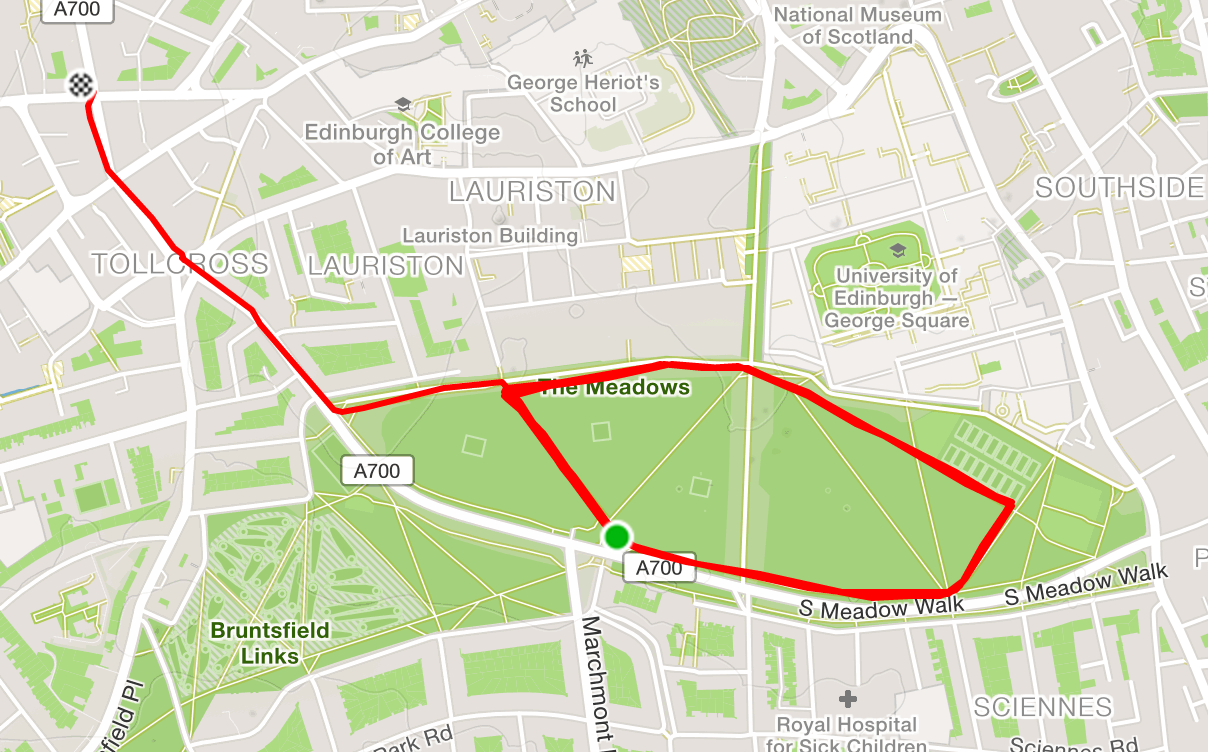 A700
National Museum
of Scotland
George Heriot's
School
Edinburgh College
of Art
LAURISTON
SOUTHSIDE
Lauriston Building
TOLLCROSS
LAURISTON
University of
Edinburgh —
George Square
The Meadows
A700
A700
S Meadow Walk
S Meadow Walk
Bruntsfield
Links
Marchmont
sfield Pl
Park Rd
Royal Hospital
for Sick Children
SCIENNES
Sciennes Rd